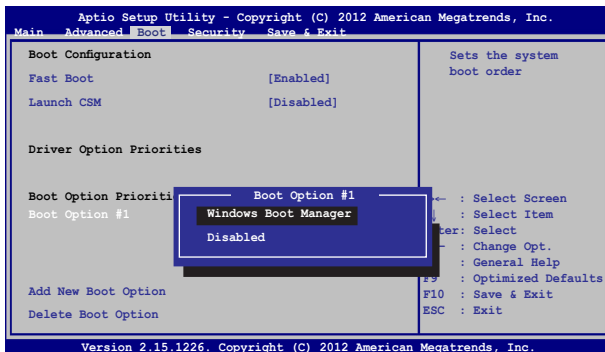 Aptio Setup Utility - Copyright (C) 2012 American Megatrends, Inc.
Main Advanced Boot Security Save & Exit
Boot Configuration
Fast Boot [Enabled]
Launch CSM [Disabled]
Driver Option Priorities
Boot Option Prioriti
Boot Option #1
Add New Boot Option
Delete Boot Option
Boot Option #1
Windows Boot Manager
Disabled
Sets the system
boot order
: Select Screen
: Select Item
ter: Select
: Change Opt.
: General Help
F9 : Optimized Defaults
F10 : Save & Exit
ESC : Exit
Version 2.15.1226. Copyright (C) 2012 American Megatrends, Inc.